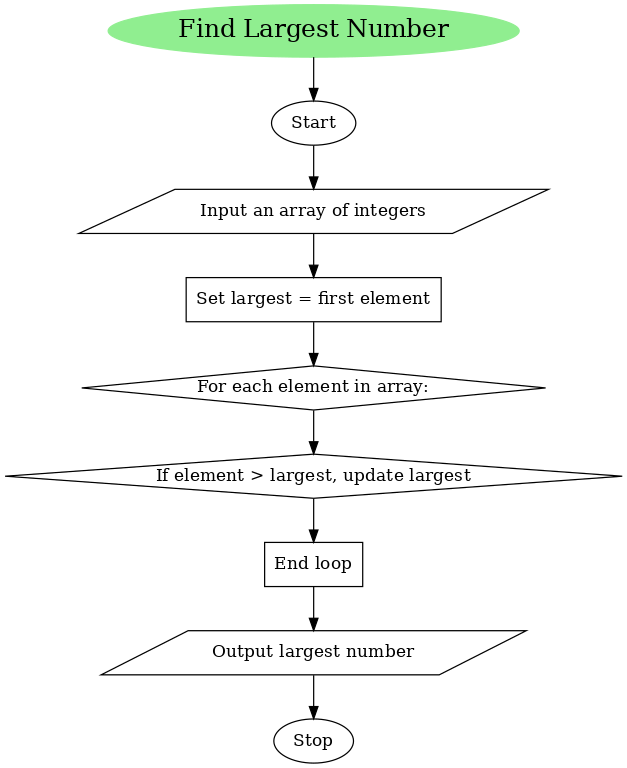 Find Largest Number
Start
Input an array of integers
Set largest = first element
For each element in array:
If element > largest, update largest
End loop
Output largest number
Stop